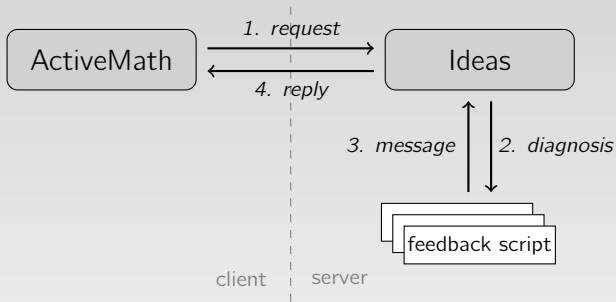 1. request
ActiveMath
Ideas
4. reply
3. message
2. diagnosis
feedback script
client
server